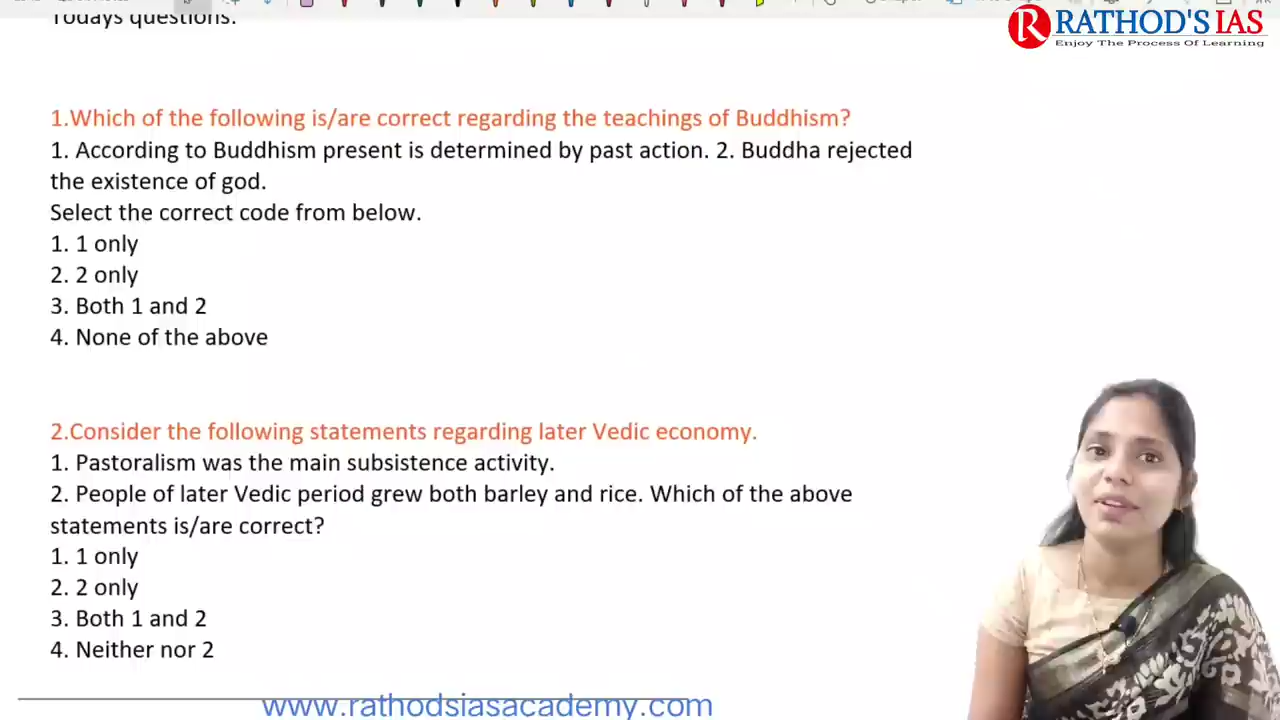 Todays questions.
RATHOD'S IAS
Enjoy The Process Of Learning
1.Which of the following is/are correct regarding the teachings of Buddhism?
1. According to Buddhism present is determined by past action. 2. Buddha rejected
the existence of god.
Select the correct code from below.
1. 1 only
2. 2 only
3. Both 1 and 2
4. None of the above
2.Consider the following statements regarding later Vedic economy.
1. Pastoralism was the main subsistence activity.
2. People of later Vedic period grew both barley and rice. Which of the above
statements is/are correct?
1. 1 only
2. 2 only
3. Both 1 and 2
4. Neither nor 2
www.rathodsiasacademy.com